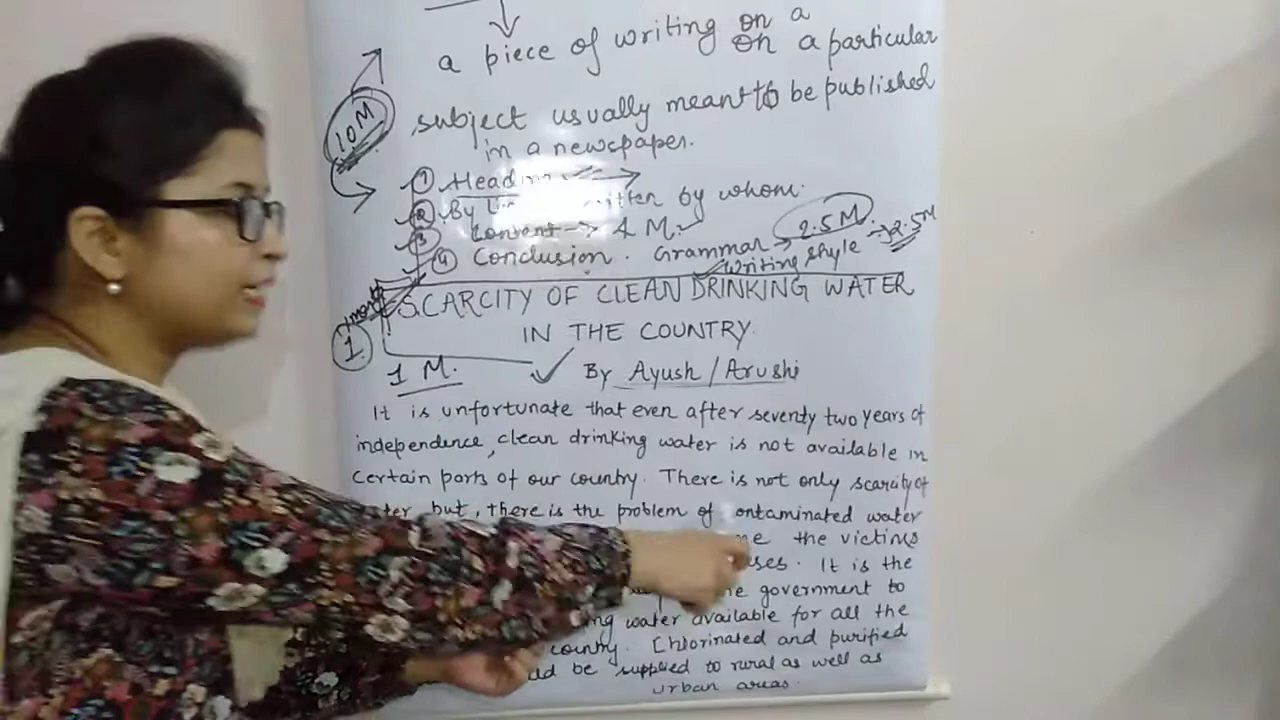 a piece of writing on a
on a particular
subject usually meant to be published
in a newspaper.
10M
① Heading
② By written by whom.
③ Content → 4 M.
④ Conclusion. Grammar → 2.5M
Writing style → 2.5M
1 mark
SCARCITY OF CLEAN DRINKING WATER
IN THE COUNTRY.
1
1 M.
By Ayush / Arushi
It is unfortunate that even after seventy two years of
independence, clean drinking water is not available in
certain parts of our country. There is not only scarcity of
but, there is the problem of contaminated water
the victims
It is the
government to
water available for all the
country. Chlorinated and purified
be supplied to rural as well as
urban areas.